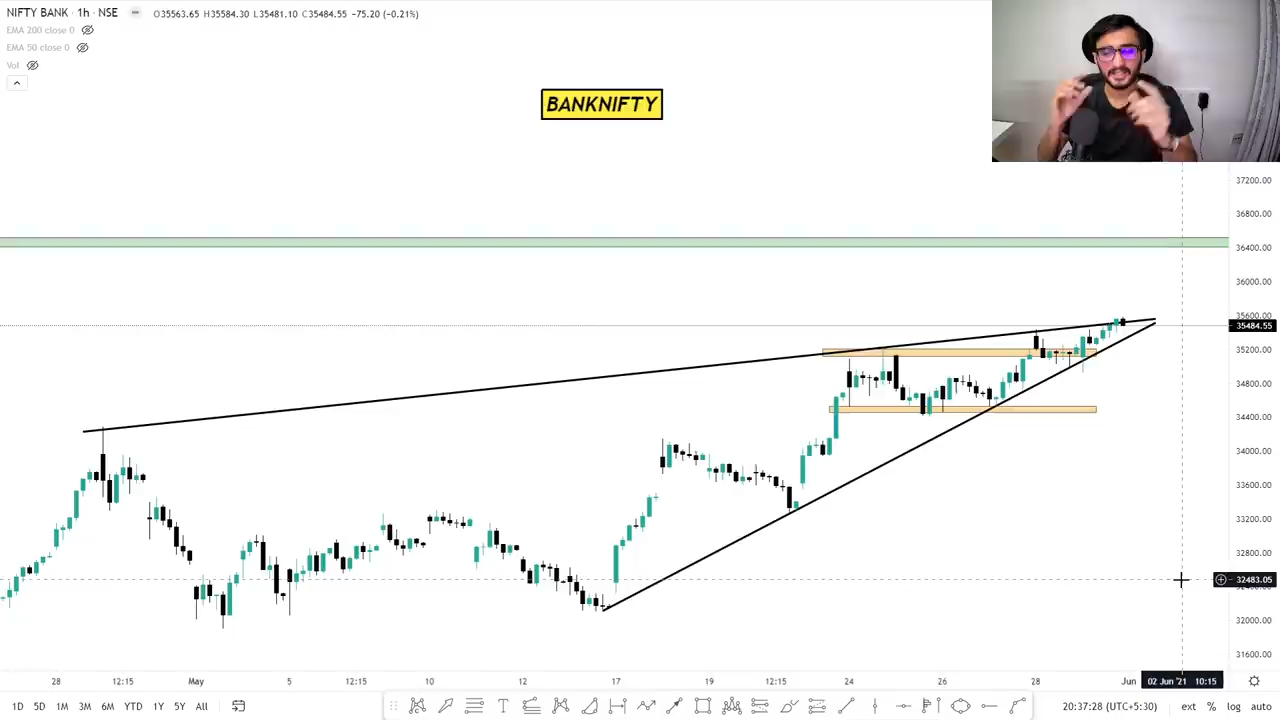 NIFTY BANK · 1h · NSE
O35563.65 H35584.30 L35481.10 C35484.55 -75.20 (-0.21%)
EMA 200 close 0
EMA 50 close 0
Vol
BANKNIFTY
37200.00
36800.00
36400.00
36000.00
35600.00
35484.55
35200.00
34800.00
34400.00
34000.00
33600.00
33200.00
32800.00
32483.05
32000.00
31600.00
28 12:15 May 5 12:15 10 12 17 19 12:15 24 26 28 Jun 02 Jun '21 10:15
1D 5D 1M 3M 6M YTD 1Y 5Y All
20:37:28 (UTC+5:30) ext % log auto